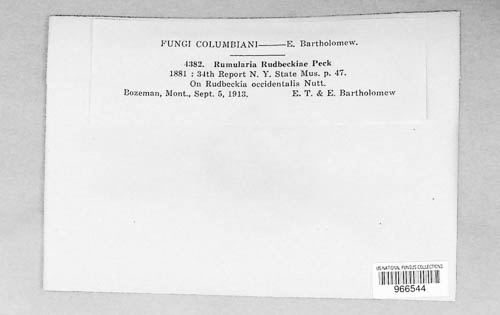 FUNGI COLUMBIANI—E. Bartholomew.
4382. Rumularia Rudbeckiae Peck
1881 : 34th Report N. Y. State Mus. p. 47.
On Rudbeckia occidentalis Nutt.
Bozeman, Mont., Sept. 5, 1913. E. T. & E. Bartholomew
US NATIONAL FUNGUS COLLECTIONS
966544